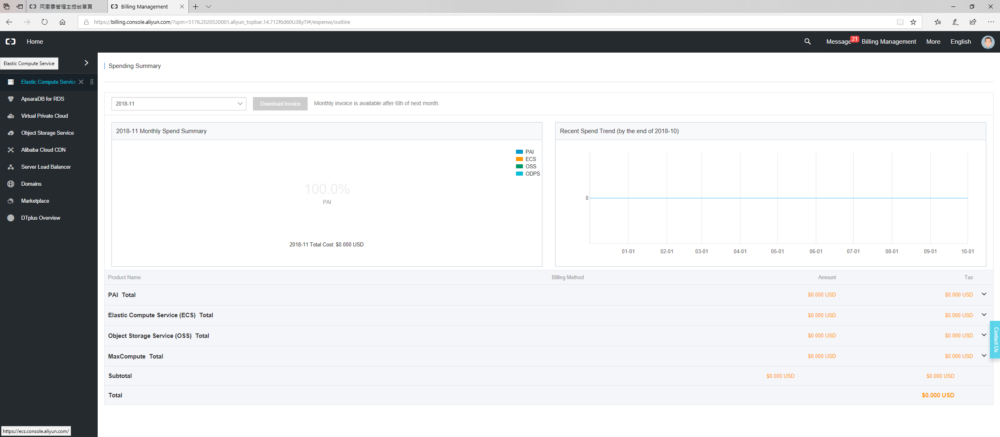 阿里雲管理主控台首頁
Billing Management
https://billing.console.aliyun.com/?spm=5176.2020520001.aliyun_topbar.14.712f6d60U3ByTI#/expense/outline
Home
Message 21
Billing Management
More
English
Elastic Compute Service
Elastic Compute Service
ApsaraDB for RDS
Virtual Private Cloud
Object Storage Service
Alibaba Cloud CDN
Server Load Balancer
Domains
Marketplace
DTplus Overview
Spending Summary
2018-11
Download Invoice
Monthly invoice is available after 6th of next month.
2018-11 Monthly Spend Summary
PAI
ECS
OSS
ODPS
100.0%
PAI
2018-11 Total Cost: $0.000 USD
Recent Spend Trend (by the end of 2018-10)
0
01-01 02-01 03-01 04-01 05-01 06-01 07-01 08-01 09-01 10-01
Product Name Billing Method Amount Tax
PAI Total $0.000 USD $0.000 USD
Elastic Compute Service (ECS) Total $0.000 USD $0.000 USD
Object Storage Service (OSS) Total $0.000 USD $0.000 USD
MaxCompute Total $0.000 USD $0.000 USD
Subtotal $0.000 USD $0.000 USD
Total $0.000 USD
Contact Us
https://ecs.console.aliyun.com/